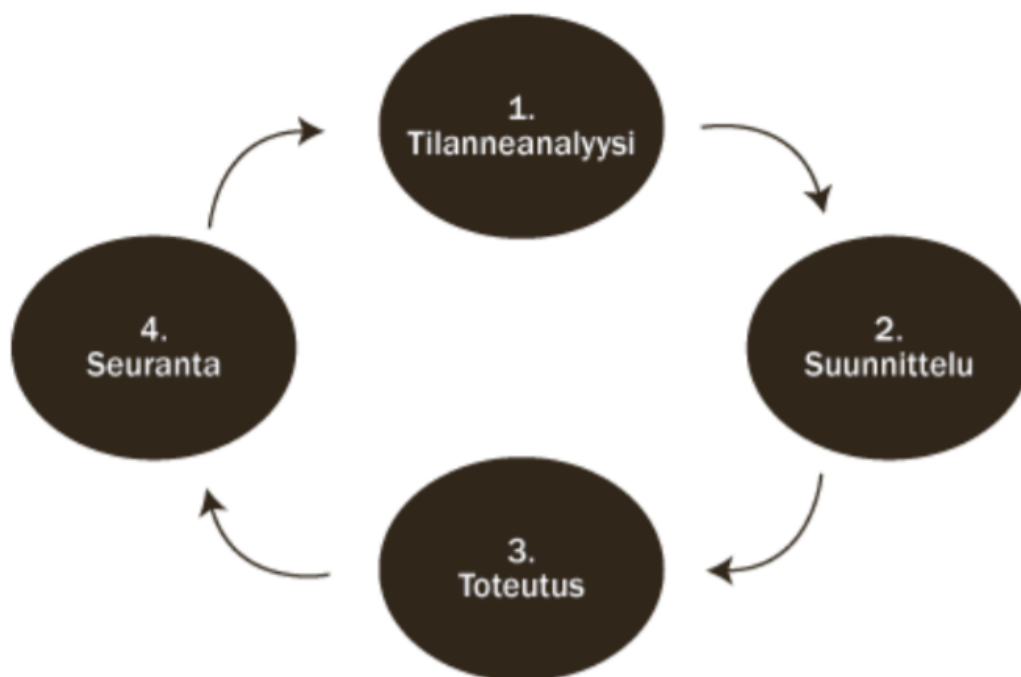 1.
Tilanneanalyysi
2.
Suunnittelu
3.
Toteutus
4.
Seuranta